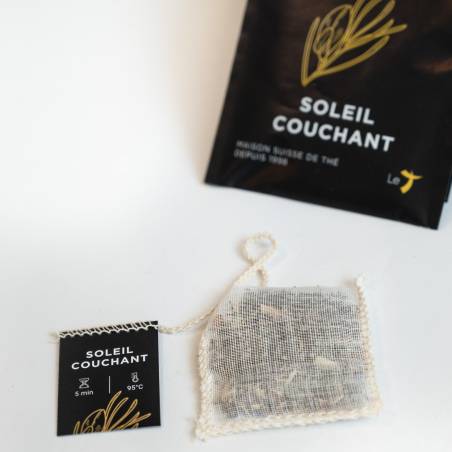 SOLEIL
COUCHANT
MAISON SUISSE DE THÉ
DEPUIS 1998
Le T
SOLEIL
COUCHANT
5 min
95°C